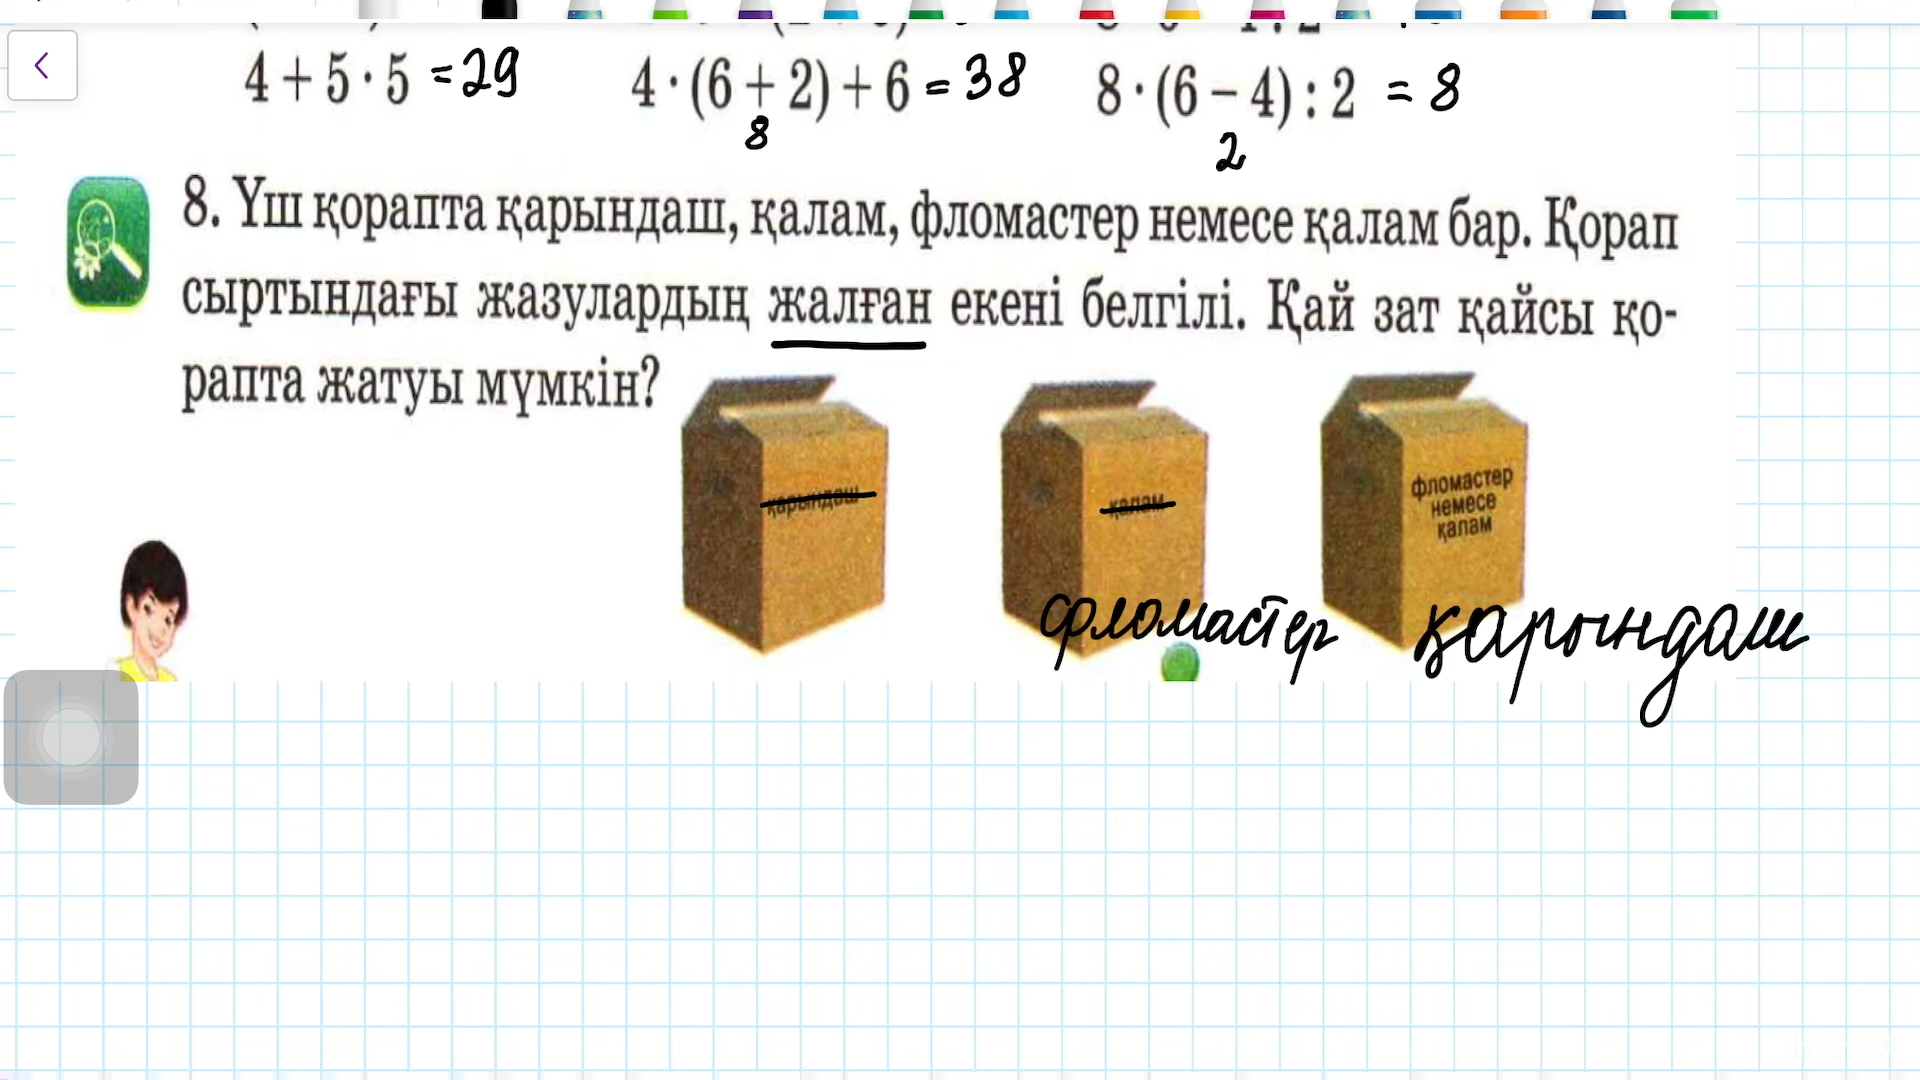 4 + 5 · 5 = 29
4 · (6 + 2) + 6 = 38
8 · (6 − 4) : 2 = 8
8
2
8. Үш қорапта қарындаш, қалам, фломастер немесе қалам бар. Қорап
сыртындағы жазулардың жалған екені белгілі. Қай зат қайсы қо-
рапта жатуы мүмкін?
қарындаш
қалам
фломастер
немесе
қалам
фломастер
қарындаш